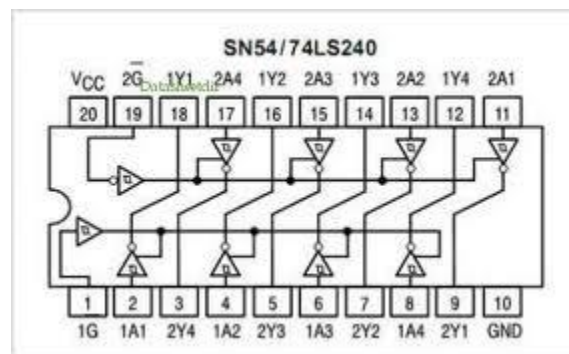 SN54/74LS240
VCC 2G 1Y1 2A4 1Y2 2A3 1Y3 2A2 1Y4 2A1
20 19 18 17 16 15 14 13 12 11
1 2 3 4 5 6 7 8 9 10
1G 1A1 2Y4 1A2 2Y3 1A3 2Y2 1A4 2Y1 GND